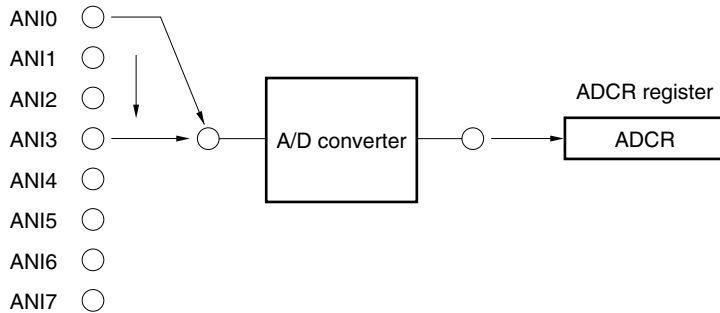 ANI0
ANI1
ANI2
ANI3
ANI4
ANI5
ANI6
ANI7
A/D converter
ADCR register
ADCR